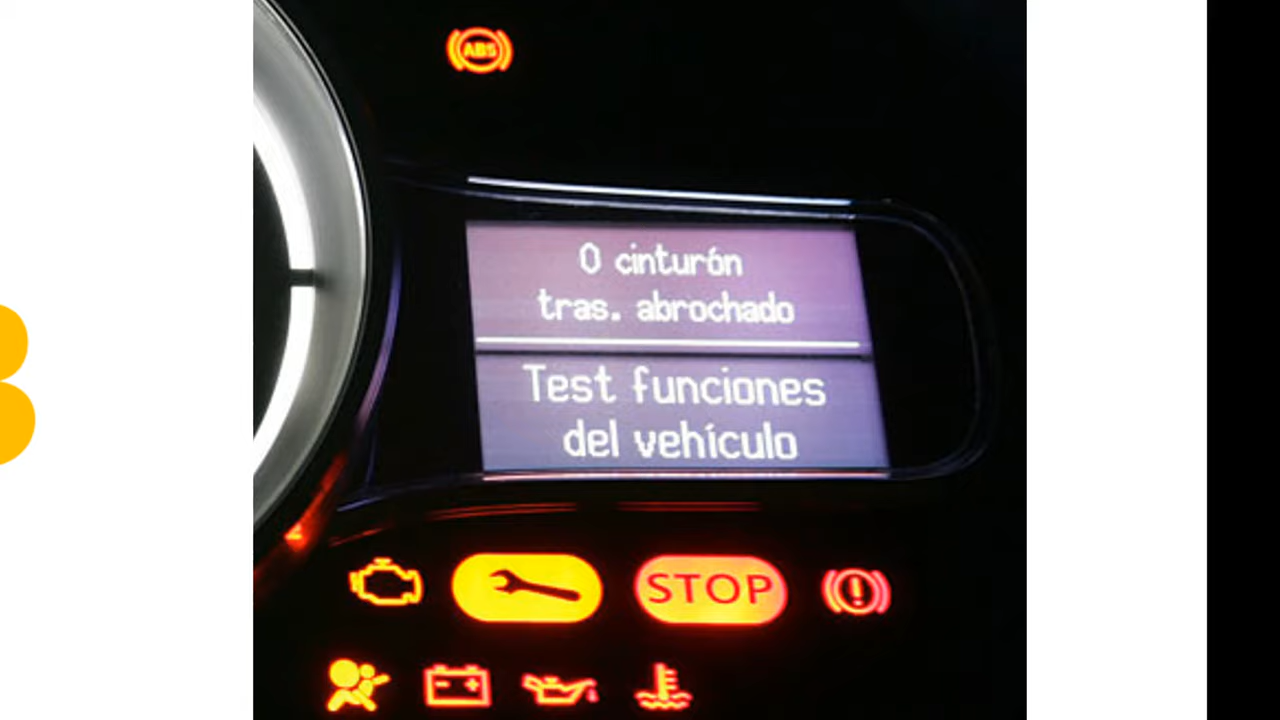 ABS
0 cinturón
tras. abrochado
Test funciones
del vehículo
STOP